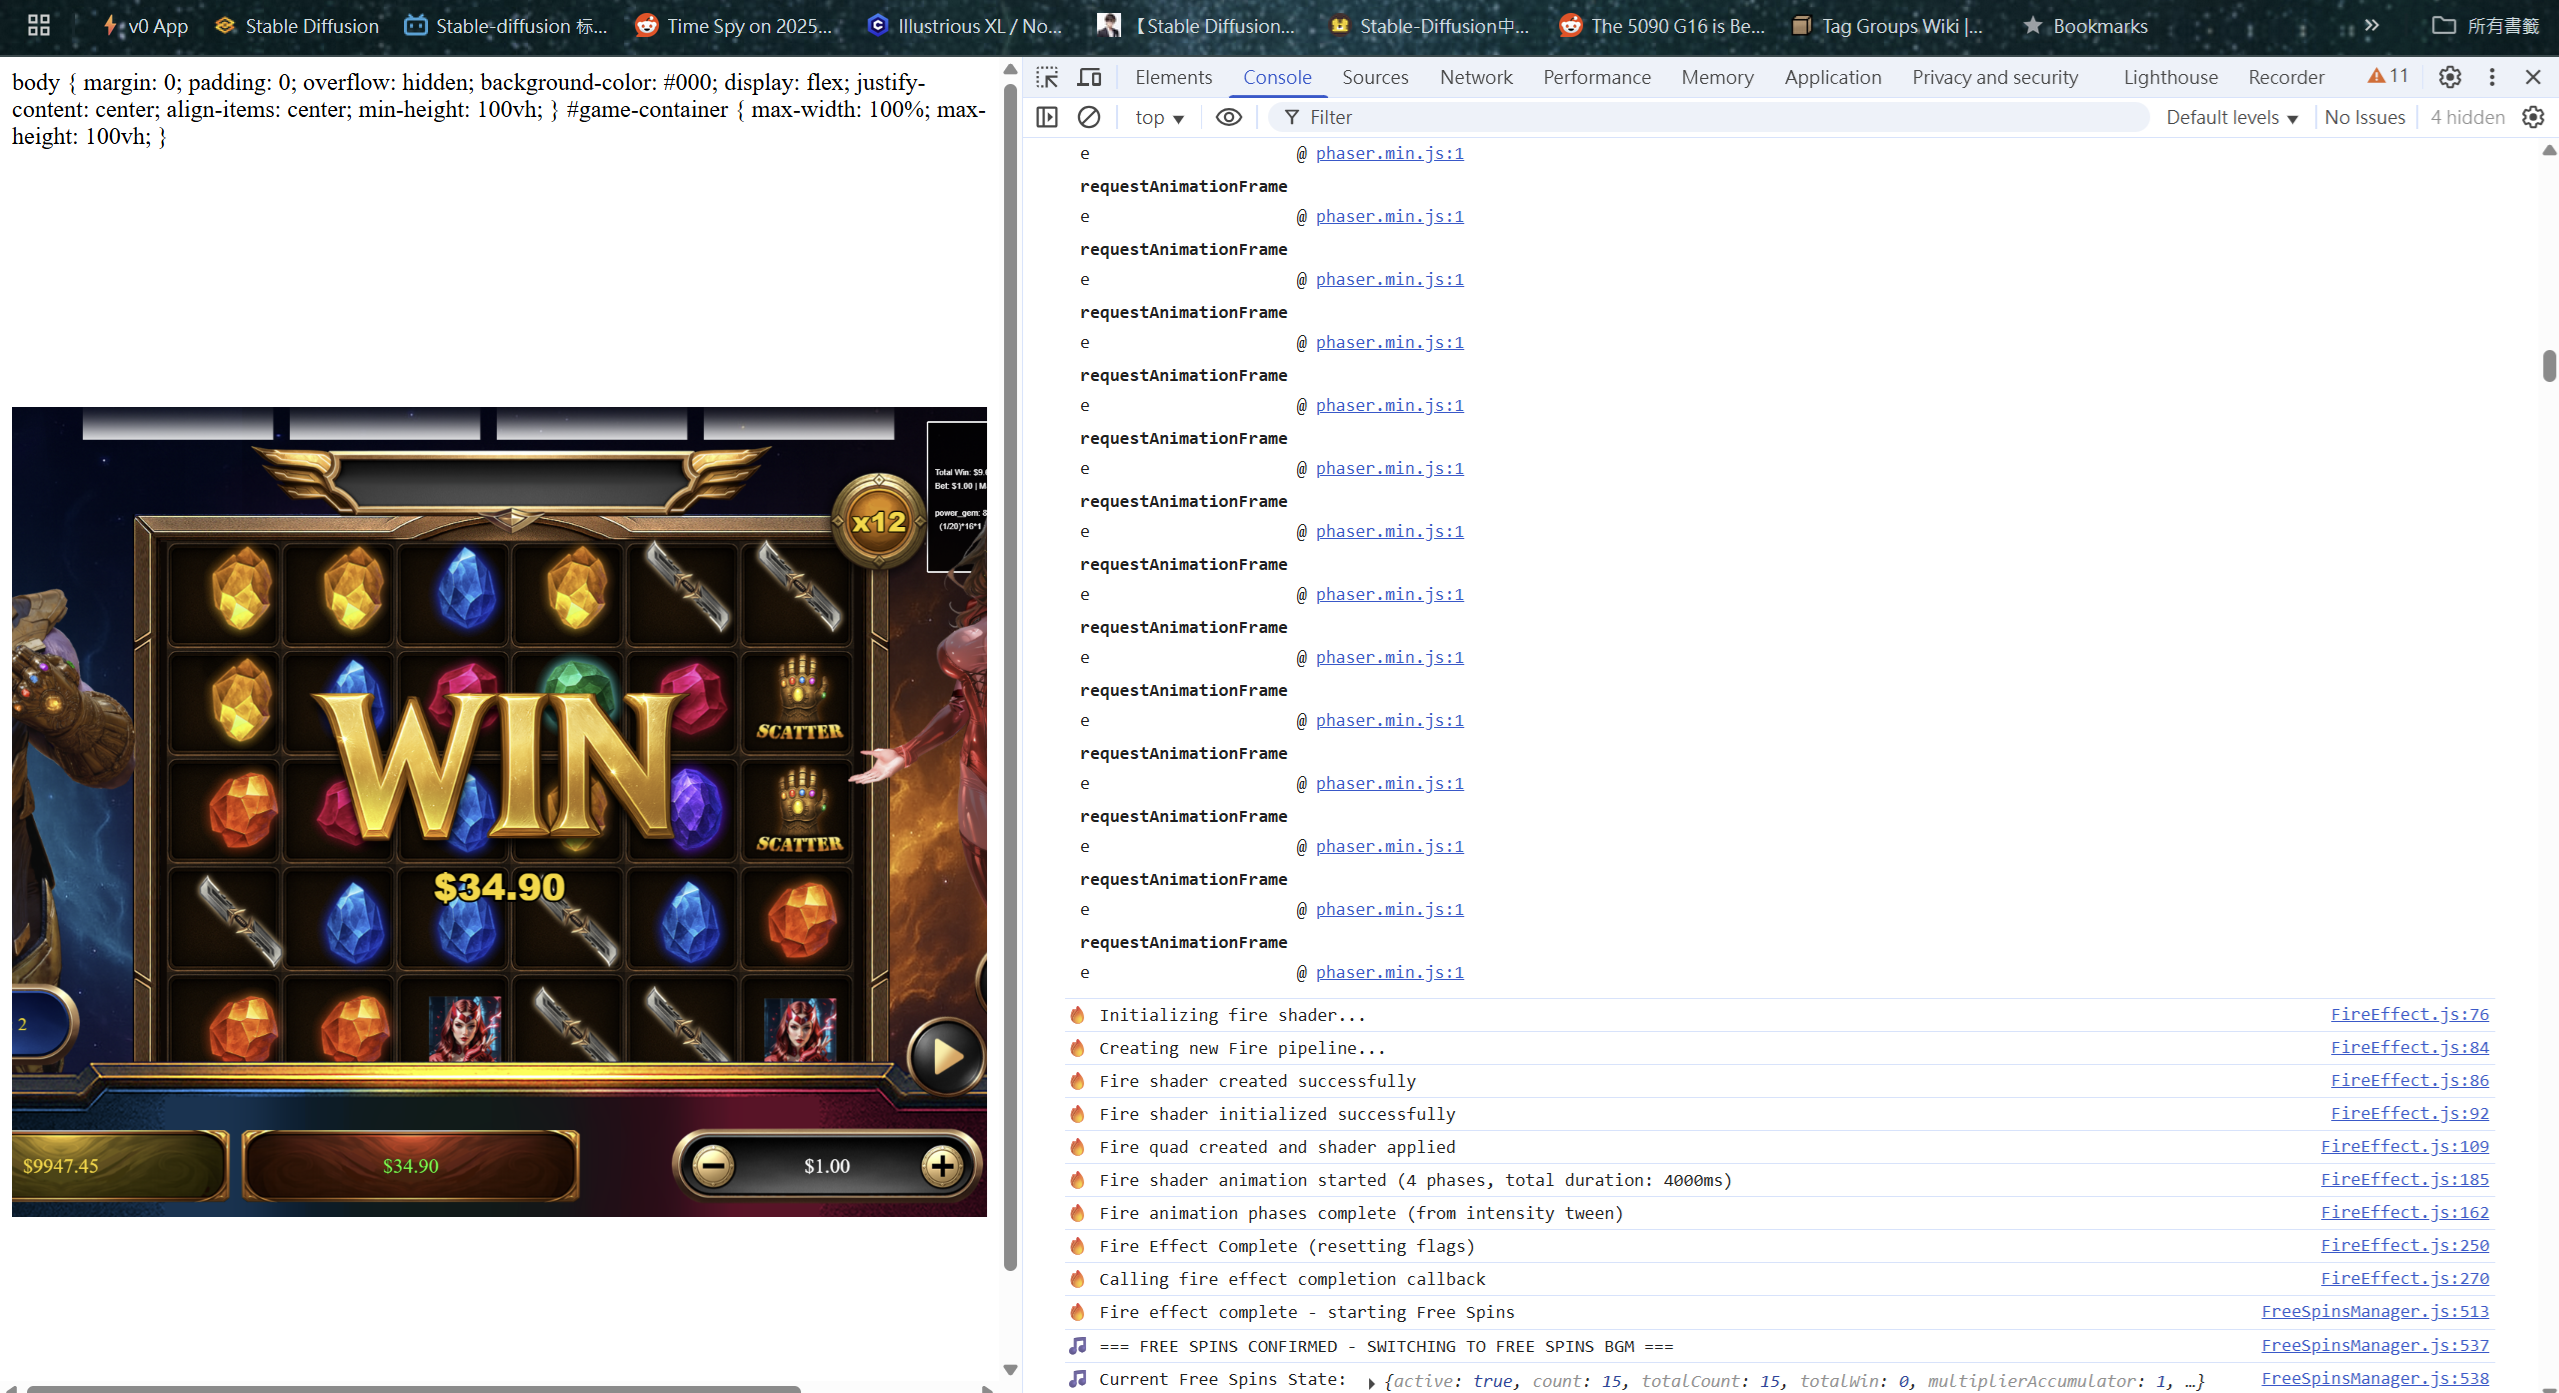 v0 App
Stable Diffusion
Stable-diffusion 标...
Time Spy on 2025...
Illustrious XL / No...
【Stable Diffusion...
Stable-Diffusion中...
The 5090 G16 is Be...
Tag Groups Wiki |...
Bookmarks
所有書籤
body { margin: 0; padding: 0; overflow: hidden; background-color: #000; display: flex; justify-
content: center; align-items: center; min-height: 100vh; } #game-container { max-width: 100%; max-
height: 100vh; }
Total Win: $9.
Bet: $1.00 | M
power_gem: 8
(1/20)*16*1
x12
SCATTER
WIN
SCATTER
$34.90
2
$9947.45
$34.90
$1.00
Elements Console Sources Network Performance Memory Application Privacy and security Lighthouse Recorder 11
top Filter Default levels No Issues 4 hidden
e @ phaser.min.js:1
requestAnimationFrame
e @ phaser.min.js:1
requestAnimationFrame
e @ phaser.min.js:1
requestAnimationFrame
e @ phaser.min.js:1
requestAnimationFrame
e @ phaser.min.js:1
requestAnimationFrame
e @ phaser.min.js:1
requestAnimationFrame
e @ phaser.min.js:1
requestAnimationFrame
e @ phaser.min.js:1
requestAnimationFrame
e @ phaser.min.js:1
requestAnimationFrame
e @ phaser.min.js:1
requestAnimationFrame
e @ phaser.min.js:1
requestAnimationFrame
e @ phaser.min.js:1
requestAnimationFrame
e @ phaser.min.js:1
requestAnimationFrame
e @ phaser.min.js:1
🔥 Initializing fire shader... FireEffect.js:76
🔥 Creating new Fire pipeline... FireEffect.js:84
🔥 Fire shader created successfully FireEffect.js:86
🔥 Fire shader initialized successfully FireEffect.js:92
🔥 Fire quad created and shader applied FireEffect.js:109
🔥 Fire shader animation started (4 phases, total duration: 4000ms) FireEffect.js:185
🔥 Fire animation phases complete (from intensity tween) FireEffect.js:162
🔥 Fire Effect Complete (resetting flags) FireEffect.js:250
🔥 Calling fire effect completion callback FireEffect.js:270
🔥 Fire effect complete - starting Free Spins FreeSpinsManager.js:513
🎵 === FREE SPINS CONFIRMED - SWITCHING TO FREE SPINS BGM === FreeSpinsManager.js:537
🎵 Current Free Spins State: {active: true, count: 15, totalCount: 15, totalWin: 0, multiplierAccumulator: 1, …} FreeSpinsManager.js:538